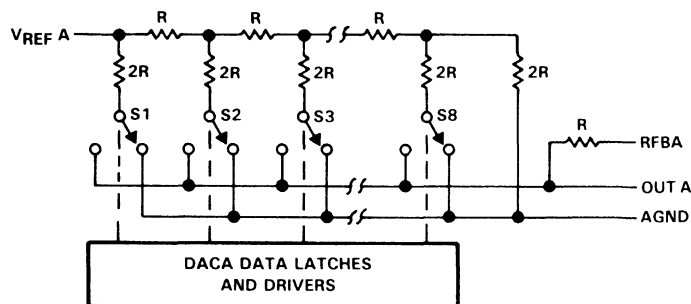 R R R
VREF A
2R 2R 2R 2R 2R
S1 S2 S3 S8
R
RFBA
OUT A
AGND
DACA DATA LATCHES
AND DRIVERS